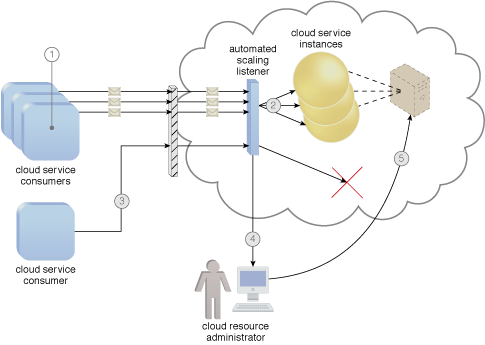 cloud service
instances
automated
scaling
listener
1
2
cloud service
consumers
3
5
4
cloud service
consumer
cloud resource
administrator